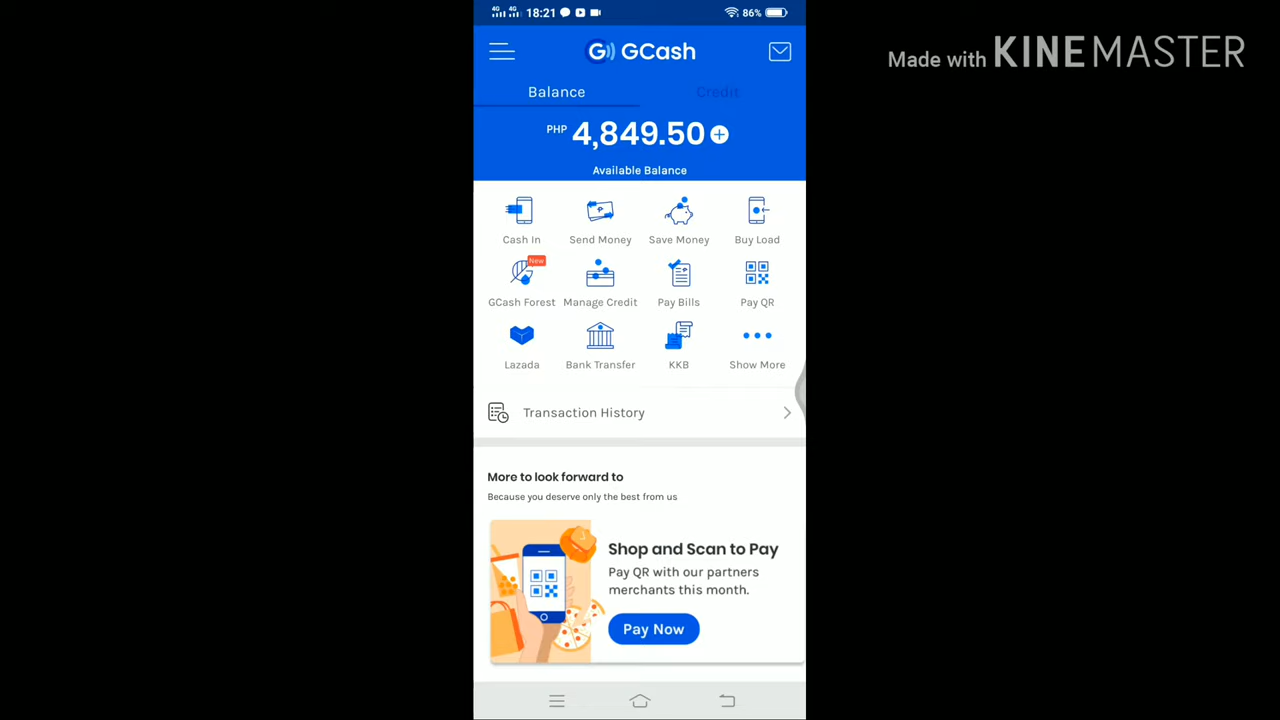 4G 4G 18:21 86%
Made with KINEMASTER
GCash
Balance Credit
PHP 4,849.50
Available Balance
Cash In Send Money Save Money Buy Load
New
GCash Forest Manage Credit Pay Bills Pay QR
Lazada Bank Transfer KKB Show More
Transaction History
More to look forward to
Because you deserve only the best from us
Shop and Scan to Pay
Pay QR with our partners
merchants this month.
Pay Now